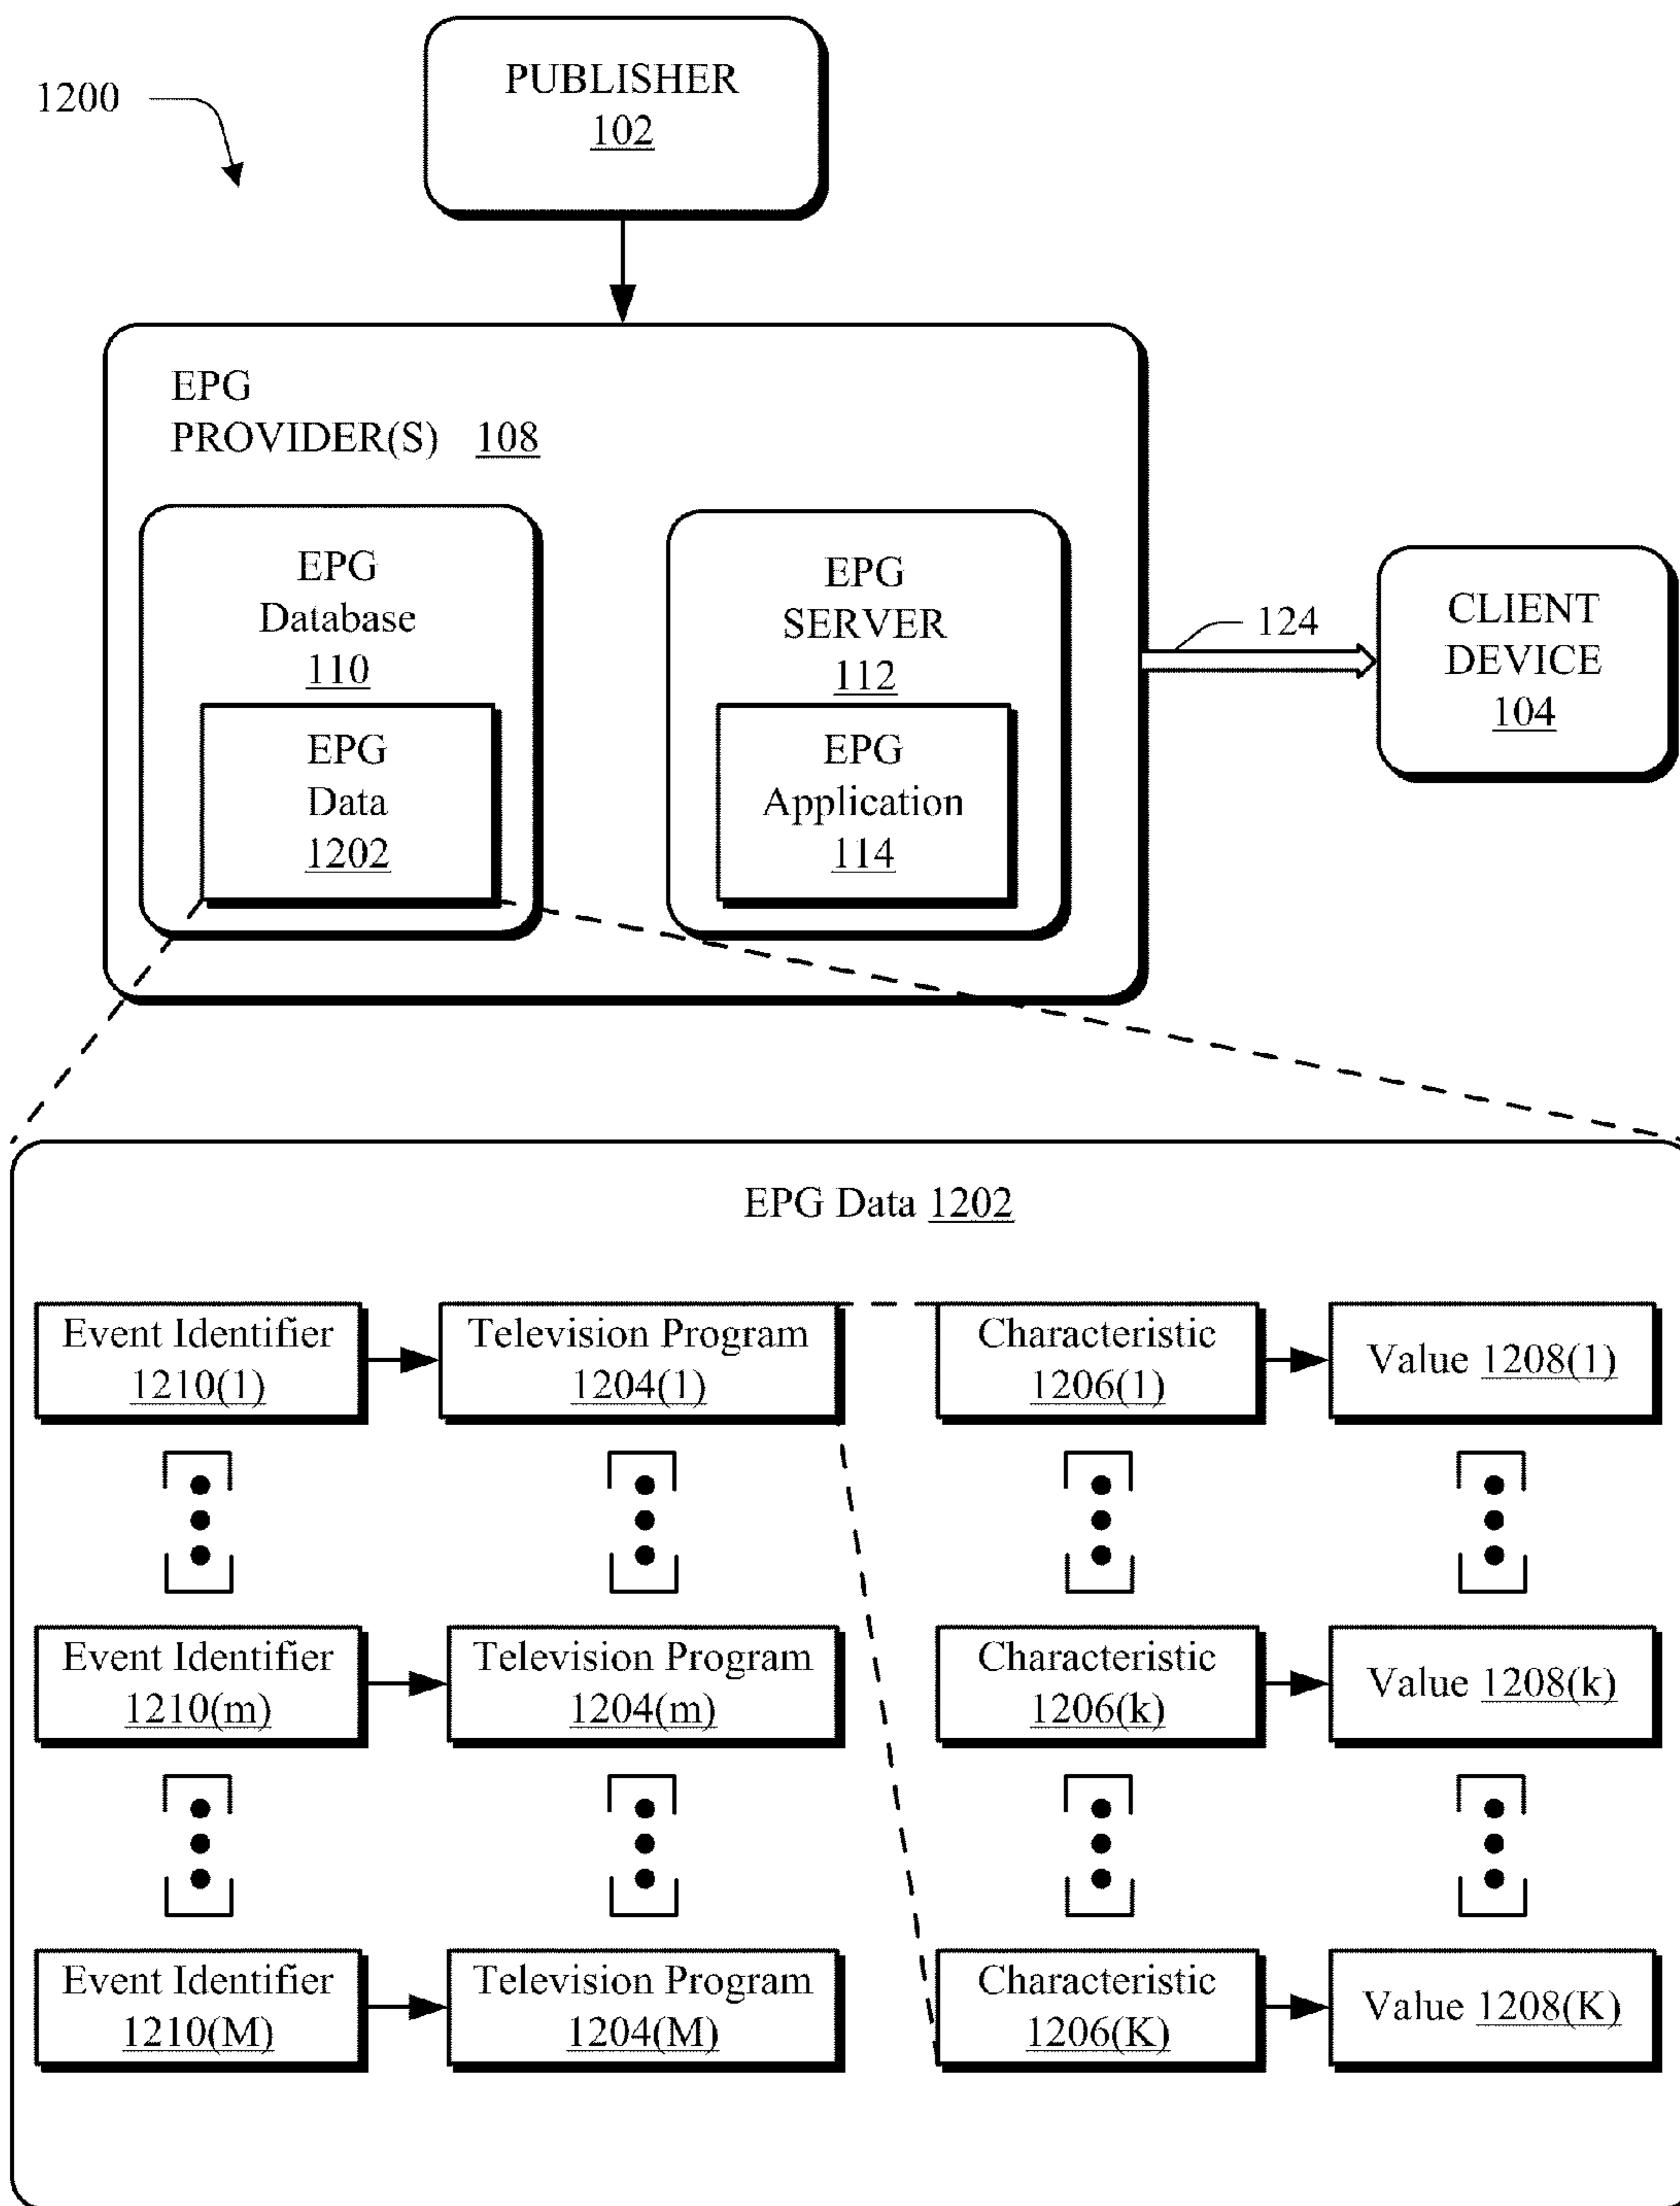 1200
PUBLISHER
102
EPG
PROVIDER(S) 108
EPG
Database
110
EPG
Data
1202
EPG
SERVER
112
EPG
Application
114
124
CLIENT
DEVICE
104
EPG Data 1202
Event Identifier
1210(1)
Television Program
1204(1)
Characteristic
1206(1)
Value 1208(1)
Event Identifier
1210(m)
Television Program
1204(m)
Characteristic
1206(k)
Value 1208(k)
Event Identifier
1210(M)
Television Program
1204(M)
Characteristic
1206(K)
Value 1208(K)